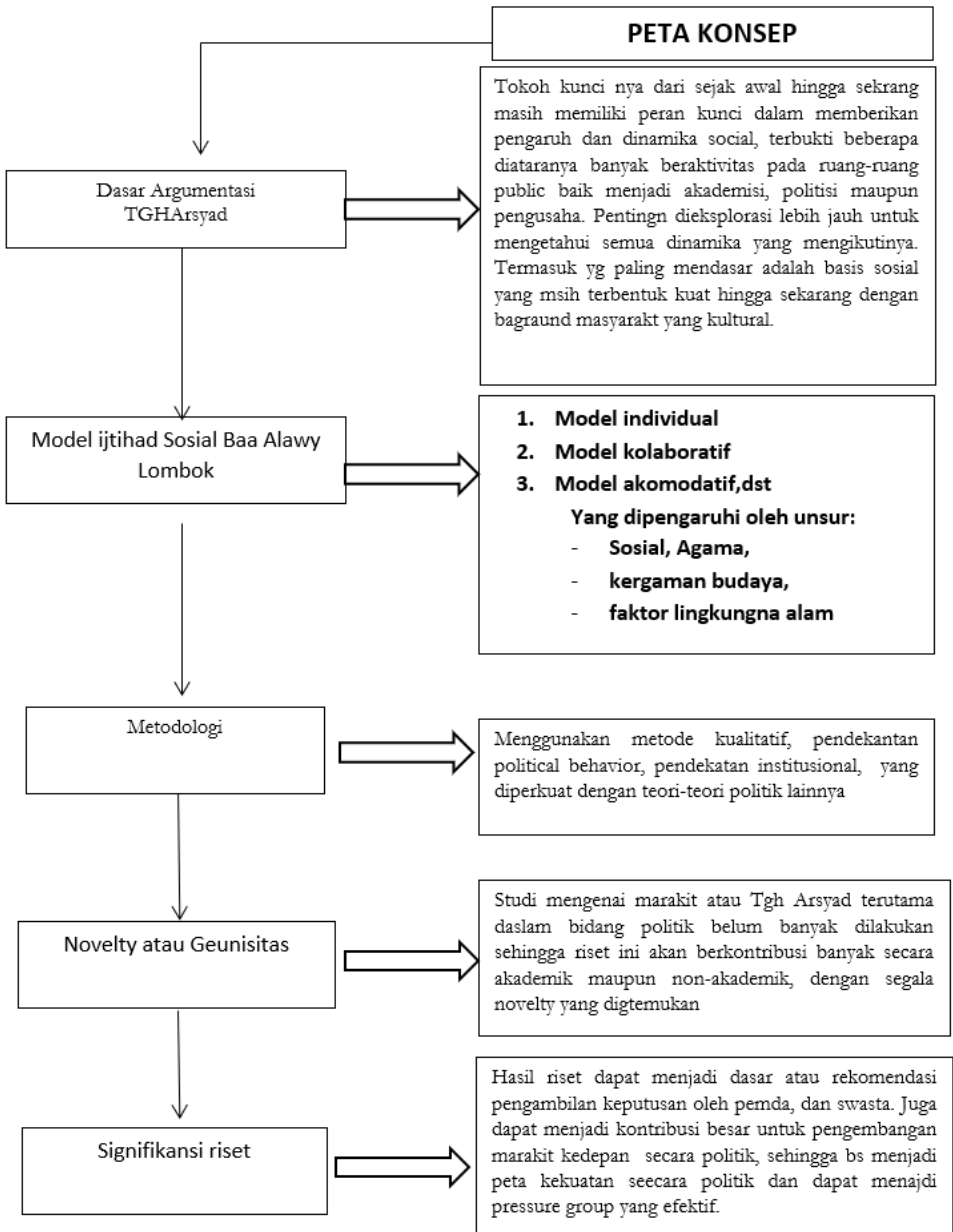 PETA KONSEP
Dasar Argumentasi
TGHArsyad
Tokoh kunci nya dari sejak awal hingga sekrang
masih memiliki peran kunci dalam memberikan
pengaruh dan dinamika social, terbukti beberapa
diataranya banyak beraktivitas pada ruang-ruang
public baik menjadi akademisi, politisi maupun
pengusaha. Pentingn dieksplorasi lebih jauh untuk
mengetahui semua dinamika yang mengikutinya.
Termasuk yg paling mendasar adalah basis sosial
yang msih terbentuk kuat hingga sekarang dengan
bagraund masyarakt yang kultural.
Model ijtihad Sosial Baa Alawy
Lombok
1. Model individual
2. Model kolaboratif
3. Model akomodatif,dst
Yang dipengaruhi oleh unsur:
- Sosial, Agama,
- kergaman budaya,
- faktor lingkungna alam
Metodologi
Menggunakan metode kualitatif, pendekantan
political behavior, pendekatan institusional, yang
diperkuat dengan teori-teori politik lainnya
Novelty atau Geunisitas
Studi mengenai marakit atau Tgh Arsyad terutama
daslam bidang politik belum banyak dilakukan
sehingga riset ini akan berkontribusi banyak secara
akademik maupun non-akademik, dengan segala
novelty yang digtemukan
Signifikansi riset
Hasil riset dapat menjadi dasar atau rekomendasi
pengambilan keputusan oleh pemda, dan swasta. Juga
dapat menjadi kontribusi besar untuk pengembangan
marakit kedepan secara politik, sehingga bs menjadi
peta kekuatan seecara politik dan dapat menajdi
pressure group yang efektif.